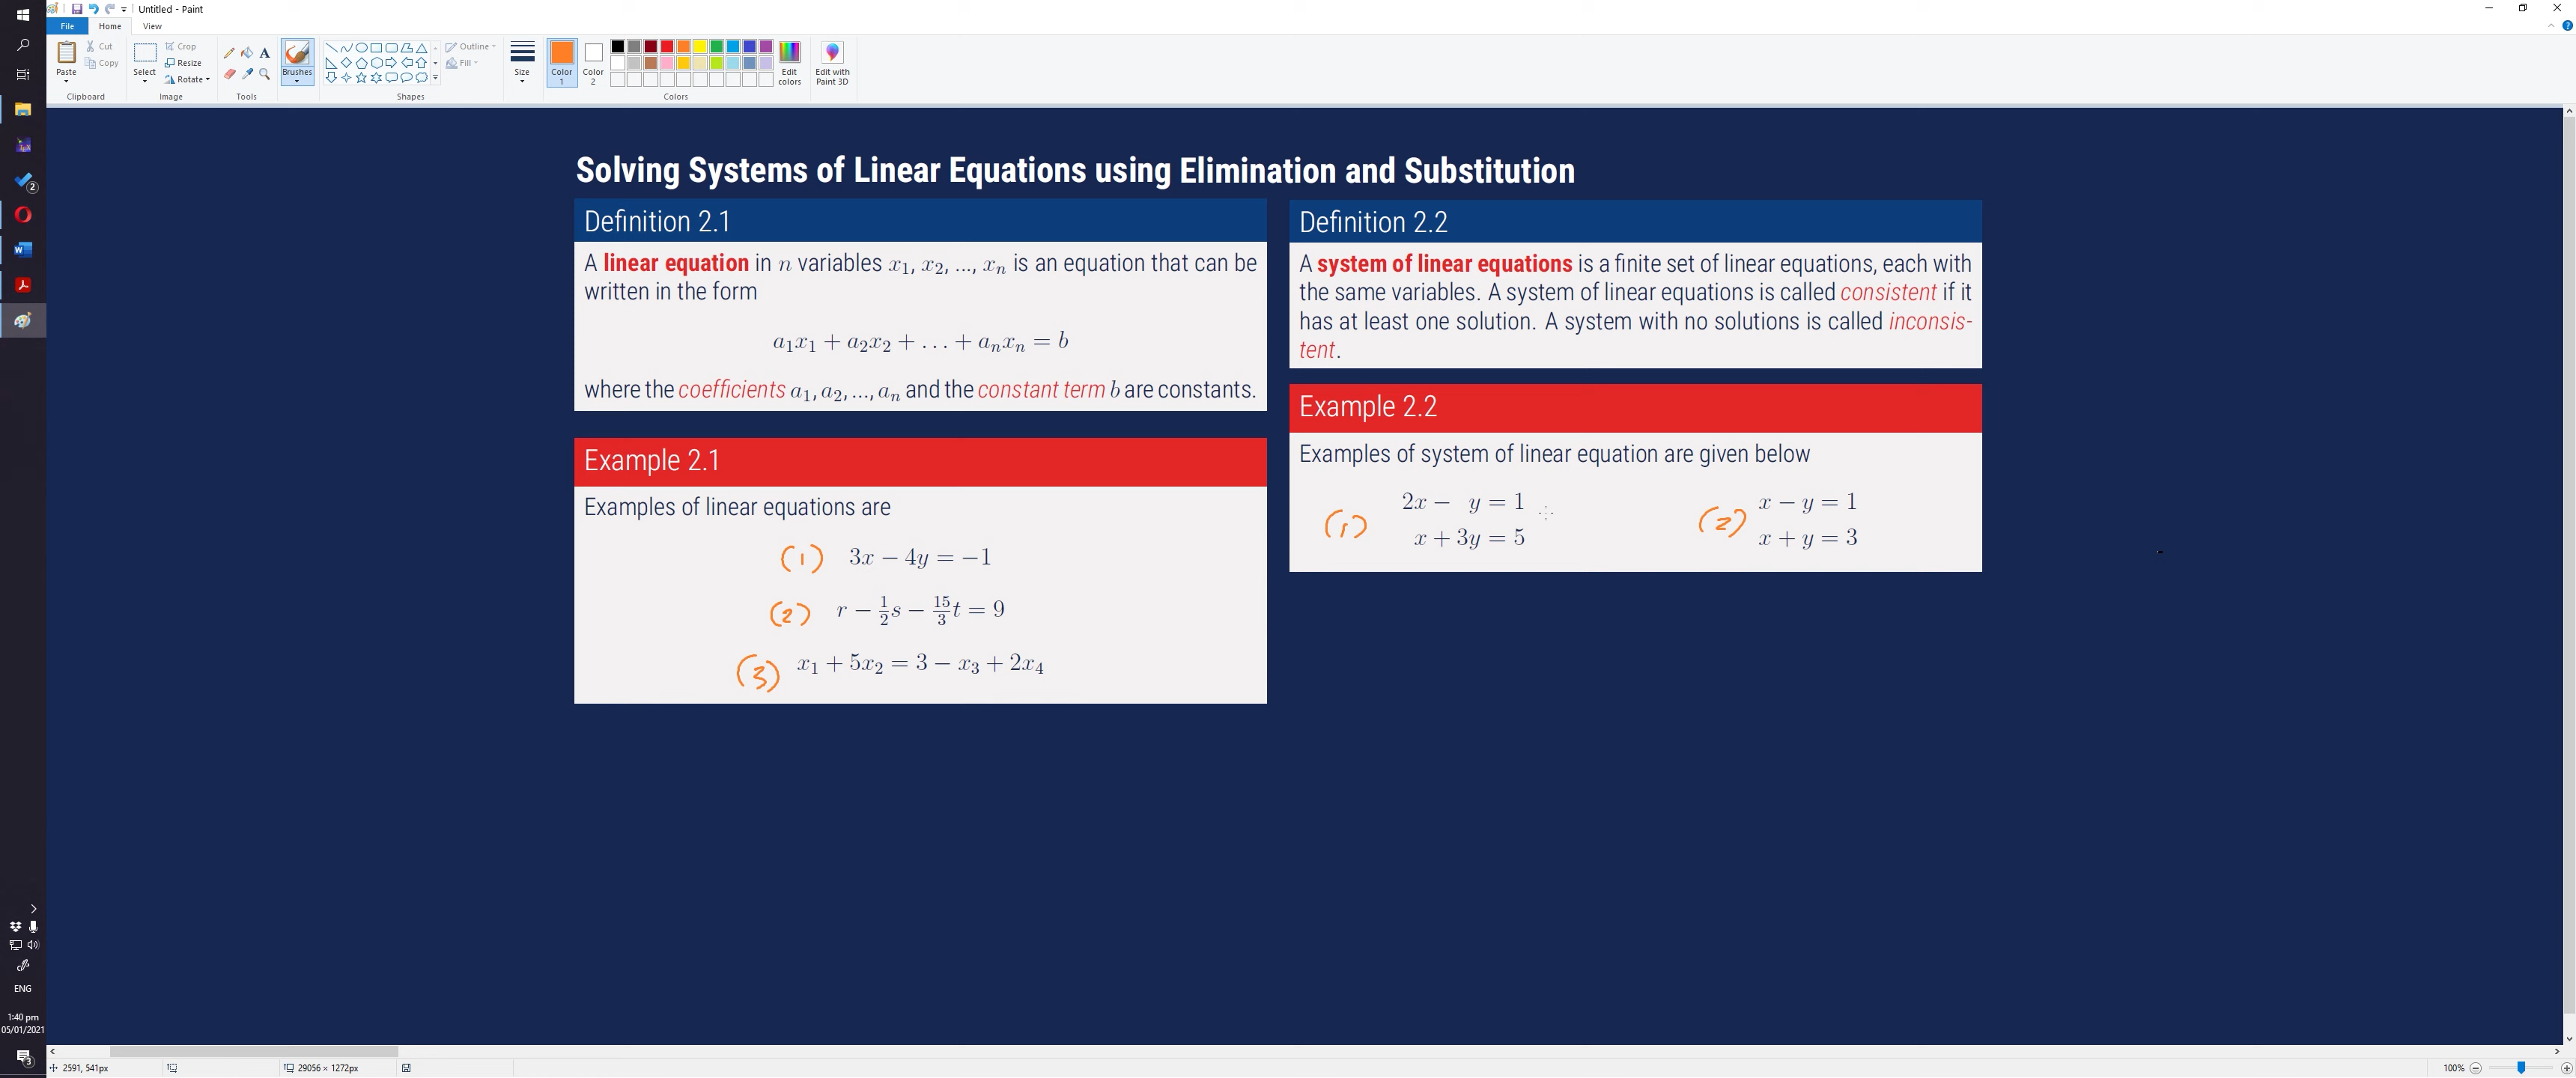 Untitled - Paint
File Home View
Paste
Cut
Copy
Clipboard
Select
Crop
Resize
Rotate
Image
Tools
Brushes
Shapes
Outline
Fill
Size
Color 1
Color 2
Edit colors
Colors
Edit with Paint 3D
Solving Systems of Linear Equations using Elimination and Substitution
Definition 2.1
A linear equation in n variables x₁, x₂, ..., xₙ is an equation that can be
written in the form
a₁x₁ + a₂x₂ + . . . + aₙxₙ = b
where the coefficients a₁, a₂, ..., aₙ and the constant term b are constants.
Example 2.1
Examples of linear equations are
(1) 3x − 4y = −1
(2) r − 1/2 s − 15/3 t = 9
(3) x₁ + 5x₂ = 3 − x₃ + 2x₄
Definition 2.2
A system of linear equations is a finite set of linear equations, each with
the same variables. A system of linear equations is called consistent if it
has at least one solution. A system with no solutions is called inconsis-
tent.
Example 2.2
Examples of system of linear equation are given below
(1) 2x − y = 1
x + 3y = 5
(2) x − y = 1
x + y = 3
2
ENG
1:40 pm
05/01/2021
3
2591, 541px
29056 × 1272px
100%